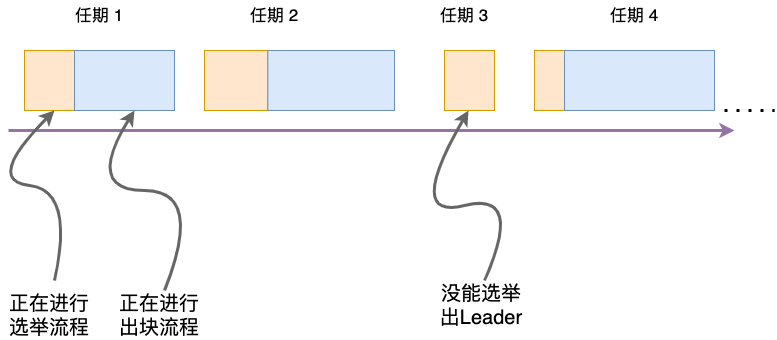 任期 1
任期 2
任期 3
任期 4
.....
正在进行
选举流程
正在进行
出块流程
没能选举
出Leader